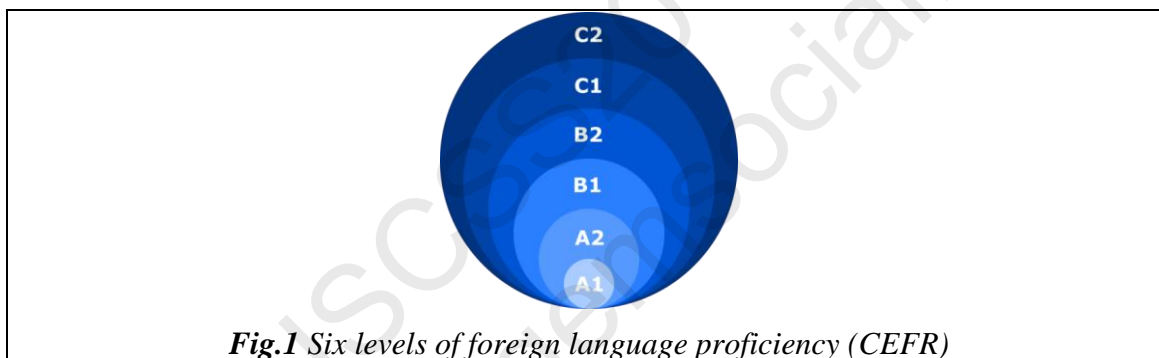 C2
C1
B2
B1
A2
A1
Fig.1 Six levels of foreign language proficiency (CEFR)